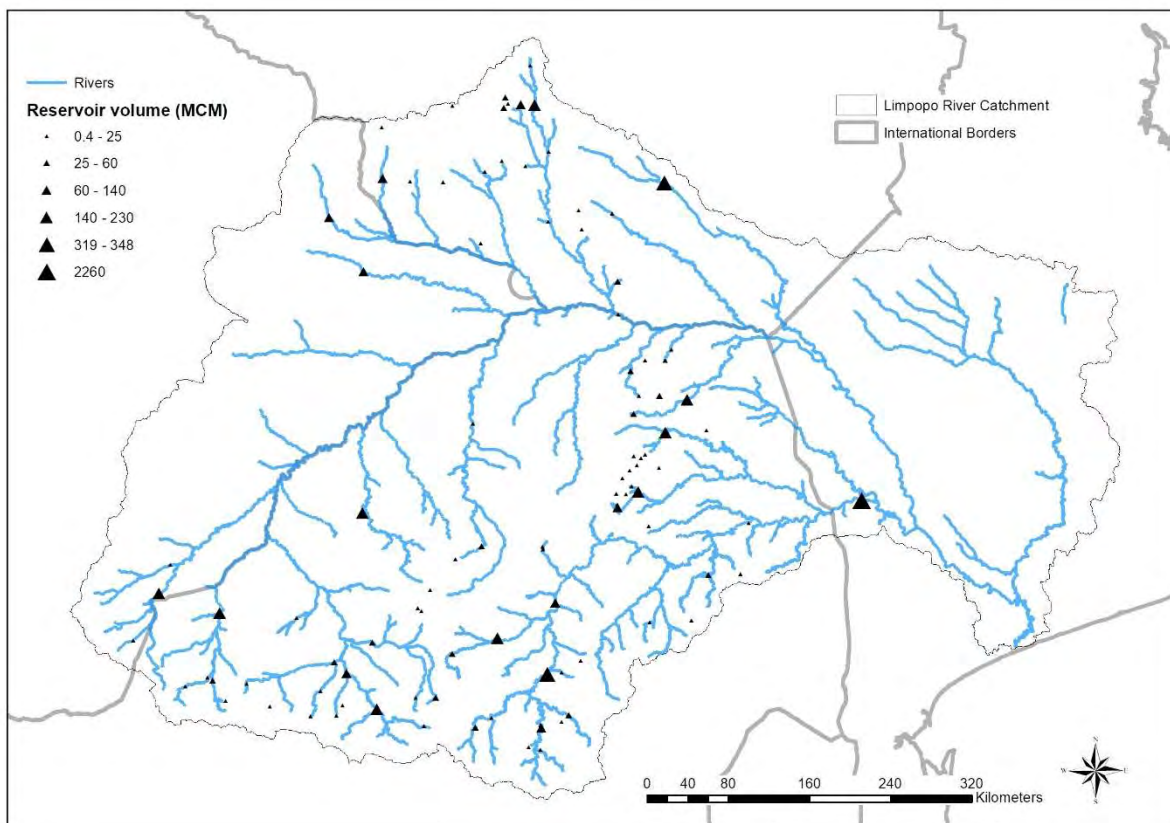 Rivers
Reservoir volume (MCM)
0.4 - 25
25 - 60
60 - 140
140 - 230
319 - 348
2260
Limpopo River Catchment
International Borders
N
W E
S
0 40 80 160 240 320
Kilometers